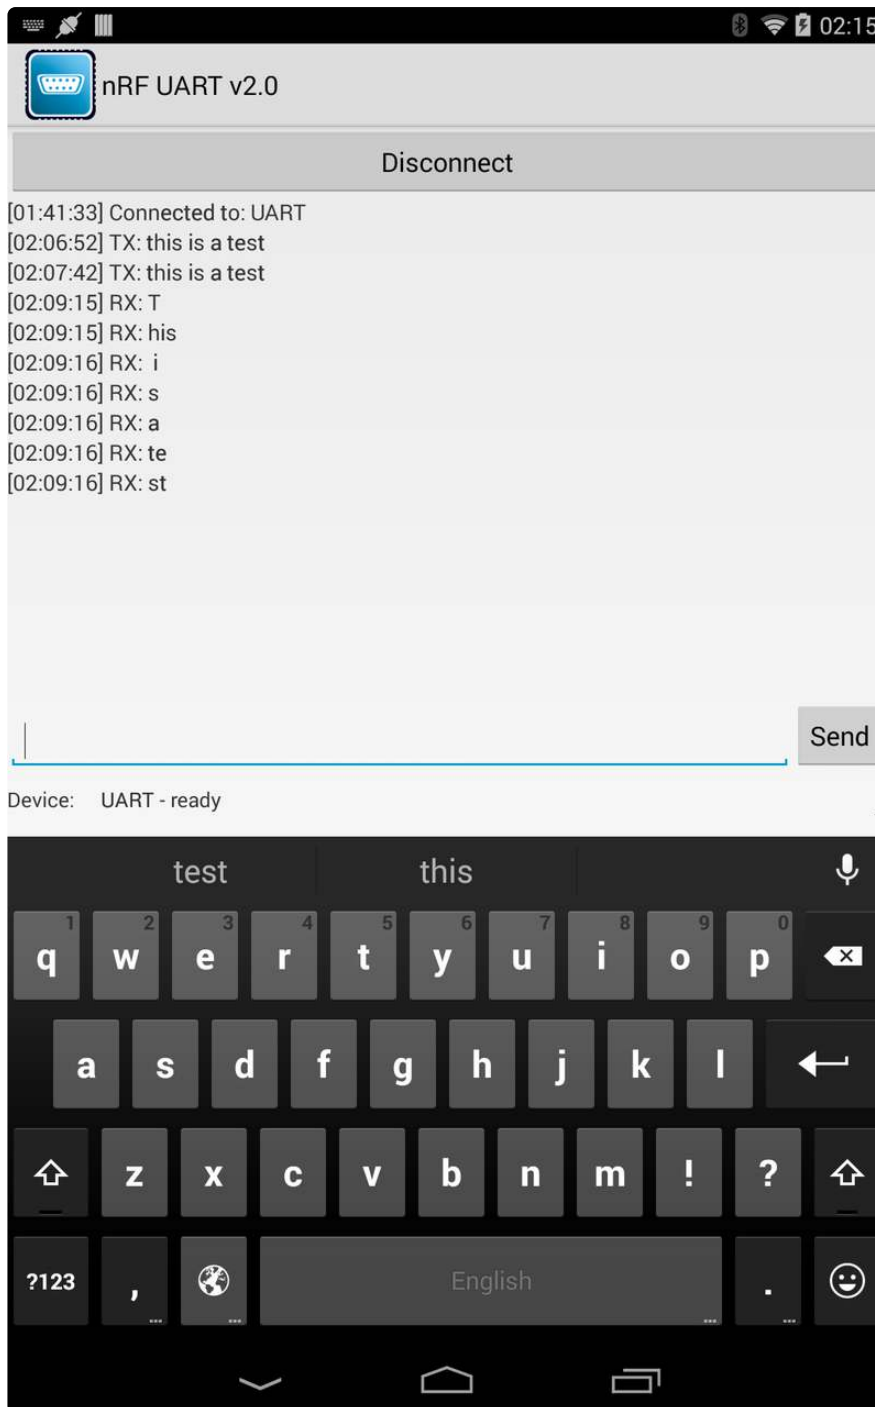 02:15
nRF UART v2.0
Disconnect
[01:41:33] Connected to: UART
[02:06:52] TX: this is a test
[02:07:42] TX: this is a test
[02:09:15] RX: T
[02:09:15] RX: his
[02:09:16] RX:  i
[02:09:16] RX: s
[02:09:16] RX: a
[02:09:16] RX: te
[02:09:16] RX: st
Send
Device: UART - ready
test this
1 2 3 4 5 6 7 8 9 0
q w e r t y u i o p
a s d f g h j k l
z x c v b n m ! ?
?123 , English .